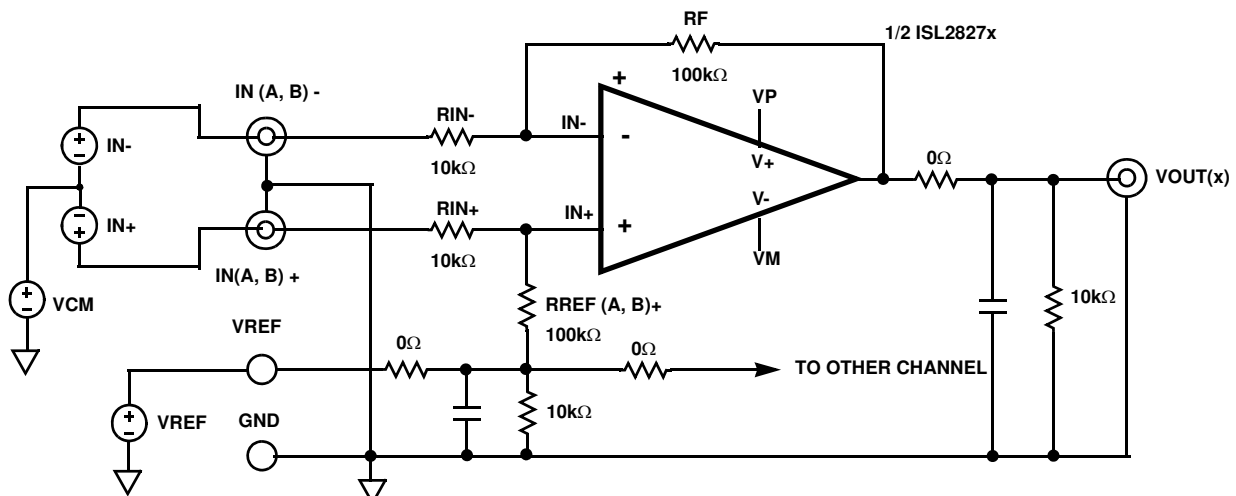 RF
100kΩ
1/2 ISL2827x
IN (A, B) -
RIN-
10kΩ
IN-
+
-
VP
V+
V-
VM
0Ω
VOUT(x)
+
-
IN-
-
+
IN+
RIN+
10kΩ
IN+
+
IN(A, B) +
+
-
VCM
RREF (A, B)+
100kΩ
VREF
0Ω
0Ω
TO OTHER CHANNEL
10kΩ
+
-
VREF
GND
10kΩ